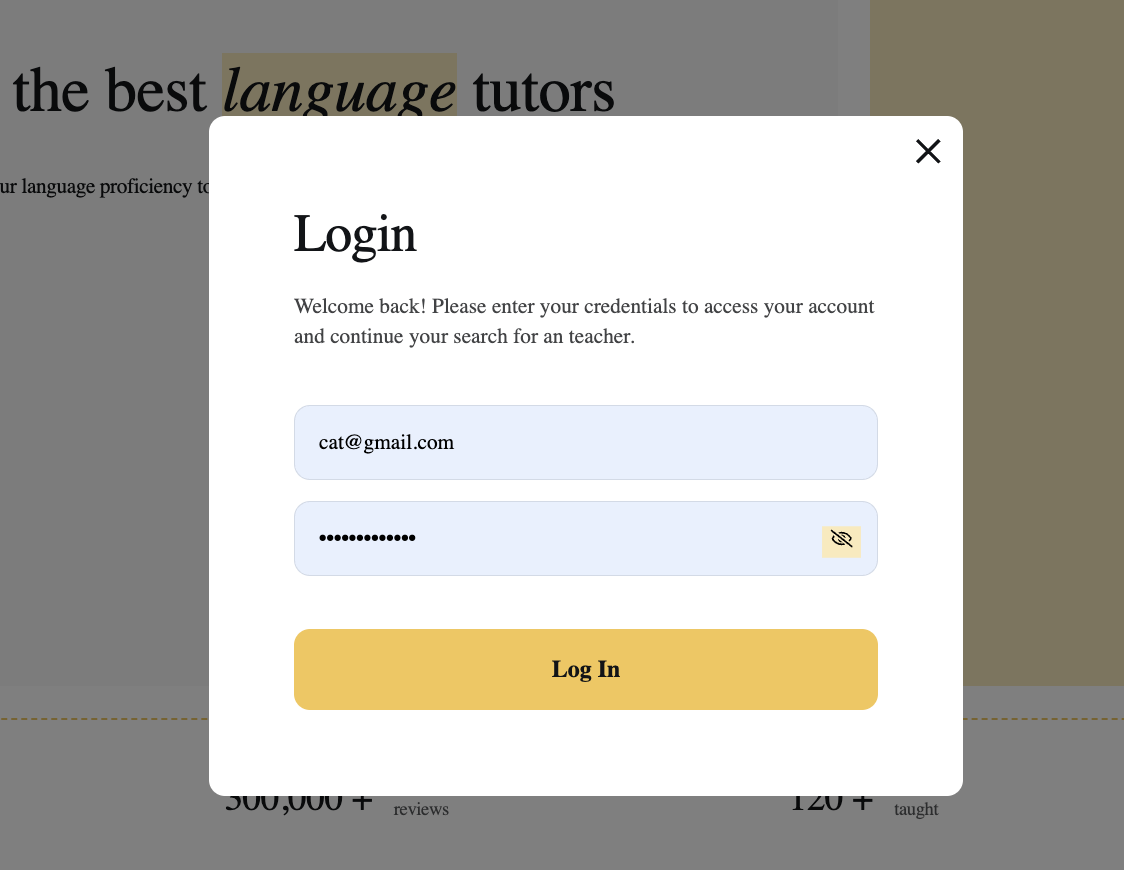 the best language tutors
ur language proficiency to
Login
Welcome back! Please enter your credentials to access your account
and continue your search for an teacher.
cat@gmail.com
•••••••••••••
Log In
300,000 + reviews
120 + taught